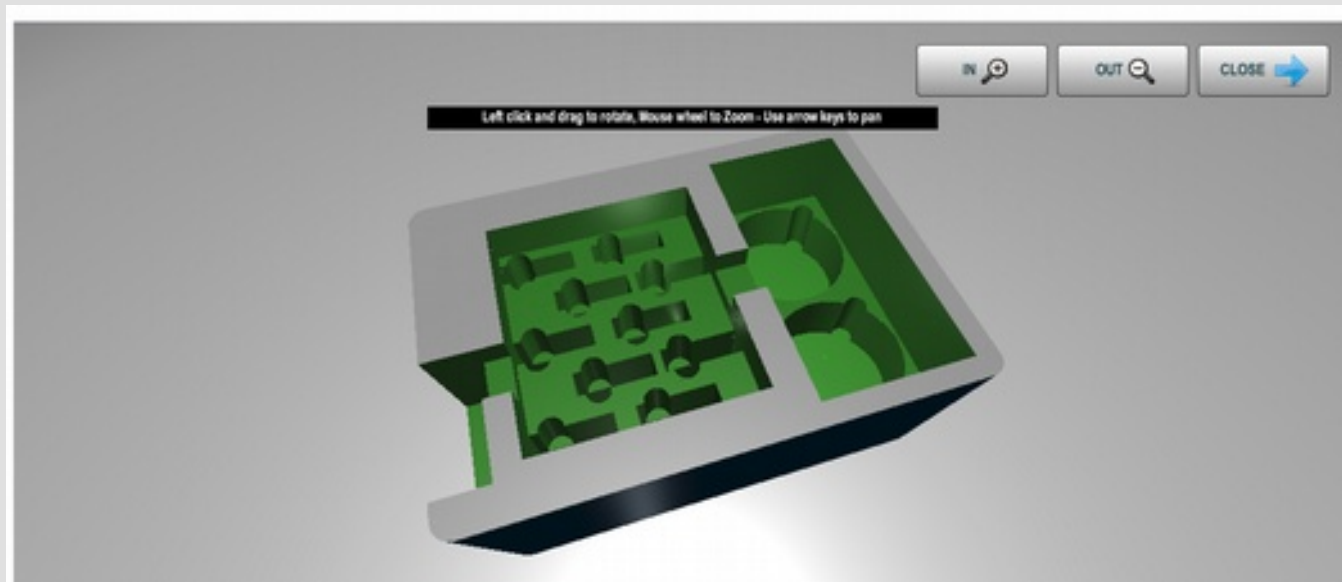 IN
OUT
CLOSE
Left click and drag to rotate, Mouse wheel to Zoom - Use arrow keys to pan